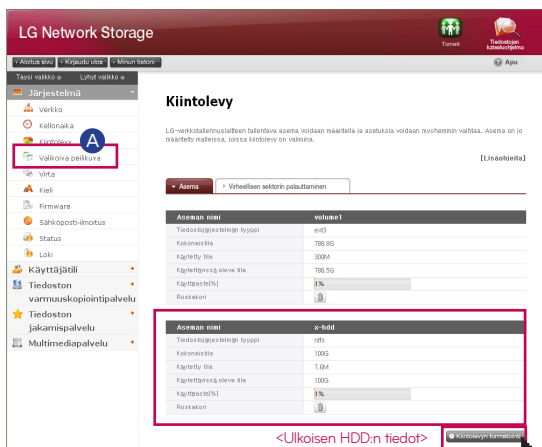 LG Network Storage
Torrent
Tiedostojen katseluohjelma
Aloitus sivu
Kirjaudu ulos
Minun tietoni
Apu
Täysi valikko
Lyhyt valikko
Järjestelmä
Verkko
Kellonaika
Kiintolevy
A
Valikoiva peilikuva
Virta
Kieli
Firmware
Sähköposti-ilmoitus
Status
Loki
Käyttäjätili
Tiedoston
varmuuskopiointipalvelu
Tiedoston
jakamispalvelu
Multimediapalvelu
Kiintolevy
LG-verkkotallennuslaitteen tallentava asema voidaan määritellä ja asetuksia voidaan myöhemmin vaihtaa. Asema on jo
määritelty malleissa, joissa kiintolevy on valmiina.
[Lisäohjeita]
Asema
Virheellisen sektorin palauttaminen
Aseman nimi volume1
Tiedostojärjestelmän tyyppi ext3
Kokonaistila 788.8G
Käytetty tila 300M
Käytettävissä oleva tila 788.5G
Käyttöaste(%) 1%
Roskakori
Aseman nimi x-hdd
Tiedostojärjestelmän tyyppi ntfs
Kokonaistila 100G
Käytetty tila 7.6M
Käytettävissä oleva tila 100G
Käyttöaste(%) 1%
Roskakori
<Ulkoisen HDD:n tiedot>
Kiintolevyn formatointi